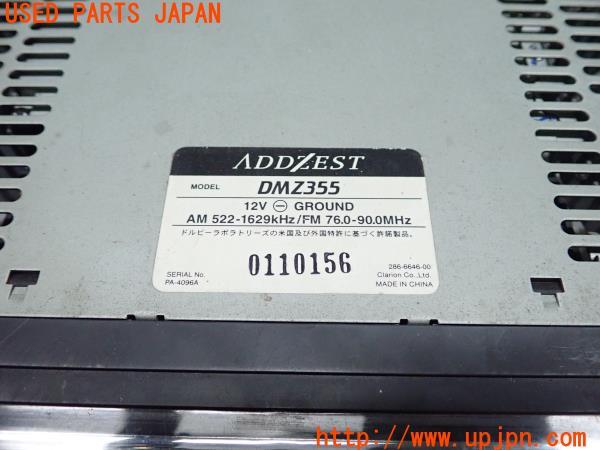 USED PARTS JAPAN
ADDZEST
MODEL DMZ355
12V ⊖ GROUND
AM 522-1629kHz/FM 76.0-90.0MHz
ドルビーラボラトリーズの米国及び外国特許に基づく許諾製品。
0110156
SERIAL No.
PA-4096A
286-6646-00
Clarion Co., Ltd.
MADE IN CHINA
USED PARTS JAPAN
www.upjpn.com